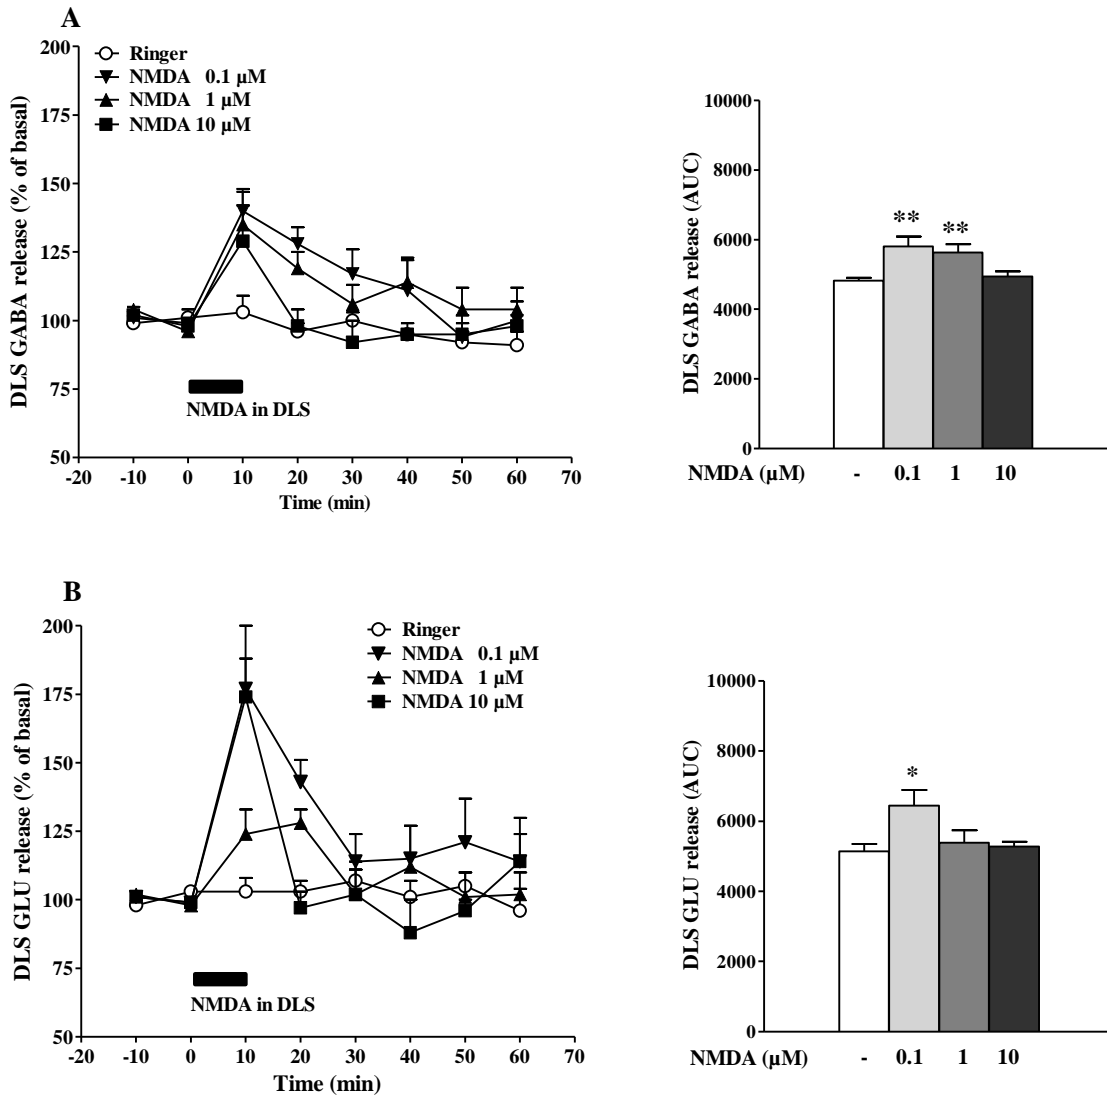 A
DLS GABA release (% of basal)
200
175
150
125
100
75
50
Ringer
NMDA 0.1 µM
NMDA 1 µM
NMDA 10 µM
NMDA in DLS
-20 -10 0 10 20 30 40 50 60 70
Time (min)
DLS GABA release (AUC)
10000
8000
6000
4000
2000
0
** **
NMDA (µM) - 0.1 1 10
B
DLS GLU release (% of basal)
200
175
150
125
100
75
50
Ringer
NMDA 0.1 µM
NMDA 1 µM
NMDA 10 µM
NMDA in DLS
-20 -10 0 10 20 30 40 50 60 70
Time (min)
DLS GLU release (AUC)
10000
8000
6000
4000
2000
0
*
NMDA (µM) - 0.1 1 10